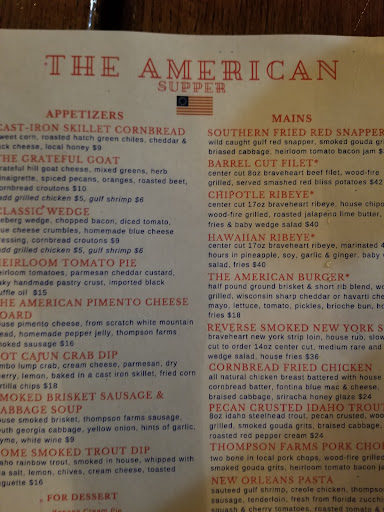 THE AMERICAN
SUPPER
APPETIZERS
CAST-IRON SKILLET CORNBREAD
sweet corn, roasted hatch green chiles, cheddar &
jack cheese, local honey $9
THE GRATEFUL GOAT
grateful hill goat cheese, mixed greens, herb
vinaigrette, spiced pecans, oranges, roasted beet,
cornbread croutons $10
add grilled chicken $5, gulf shrimp $6
CLASSIC WEDGE
iceberg wedge, chopped bacon, diced tomato,
blue cheese crumbles, homemade blue cheese
dressing, cornbread croutons $9
add grilled chicken $5, gulf shrimp $6
HEIRLOOM TOMATO PIE
heirloom tomatoes, parmesan cheddar custard,
flaky handmade pastry crust, imported black
truffle oil $15
THE AMERICAN PIMENTO CHEESE
BOARD
house pimento cheese, from scratch white mountain
bread, homemade pepper jelly, thompson farms
smoked sausage $16
HOT CAJUN CRAB DIP
jumbo lump crab, cream cheese, parmesan, dry
sherry, lemon, baked in a cast iron skillet, fried corn
tortilla chips $18
SMOKED BRISKET SAUSAGE &
CABBAGE SOUP
house smoked brisket, thompson farms sausage,
south georgia cabbage, yellow onion, hints of garlic,
thyme, white wine $9
HOME SMOKED TROUT DIP
idaho rainbow trout, smoked in house, whipped with
sea salt, lemon, chives, cream cheese, toasted
baguette $16
FOR DESSERT
Banana Cream Pie
MAINS
SOUTHERN FRIED RED SNAPPER
wild caught gulf red snapper, smoked gouda gri
braised cabbage, heirloom tomato bacon jam $3
BARREL CUT FILET*
center cut 8oz braveheart beef filet, wood-fire
grilled, served smashed red bliss potatoes $42
CHIPOTLE RIBEYE*
center cut 17oz braveheart ribeye, house chipo
wood-fire grilled, roasted jalapeno lime butter,
fries & baby wedge salad $40
HAWAIIAN RIBEYE*
center cut 17oz braveheart ribeye, marinated 4
hours in pineapple, soy, garlic & ginger, baby w
salad, fries $40
THE AMERICAN BURGER*
half pound ground brisket & short rib blend, wo
grilled, wisconsin sharp cheddar or havarti chee
mayo, lettuce, tomato, pickles, brioche bun, ho
fries $18
REVERSE SMOKED NEW YORK S
braveheart new york strip loin, house rub, slow
cut to order 14oz center cut, medium rare and
wedge salad, house fries $36
CORNBREAD FRIED CHICKEN
all natural chicken breast battered with house
cornbread batter, fontina blue mac & cheese,
braised cabbage, sriracha honey glaze $24
PECAN CRUSTED IDAHO TROUT
8oz idaho steelhead trout, pecan crusted, woo
grilled, smoked gouda grits, braised cabbage,
roasted red pepper cream $24
THOMPSON FARMS PORK CHOP
two bone in local pork chops, wood-fire grilled
smoked gouda grits, heirloom tomato bacon jam
NEW ORLEANS PASTA
sauteed gulf shrimp, creole chicken, thompson
sausage, tenderloin, fresh from florida zucchini
squash & cherry tomatoes, roasted tomato &